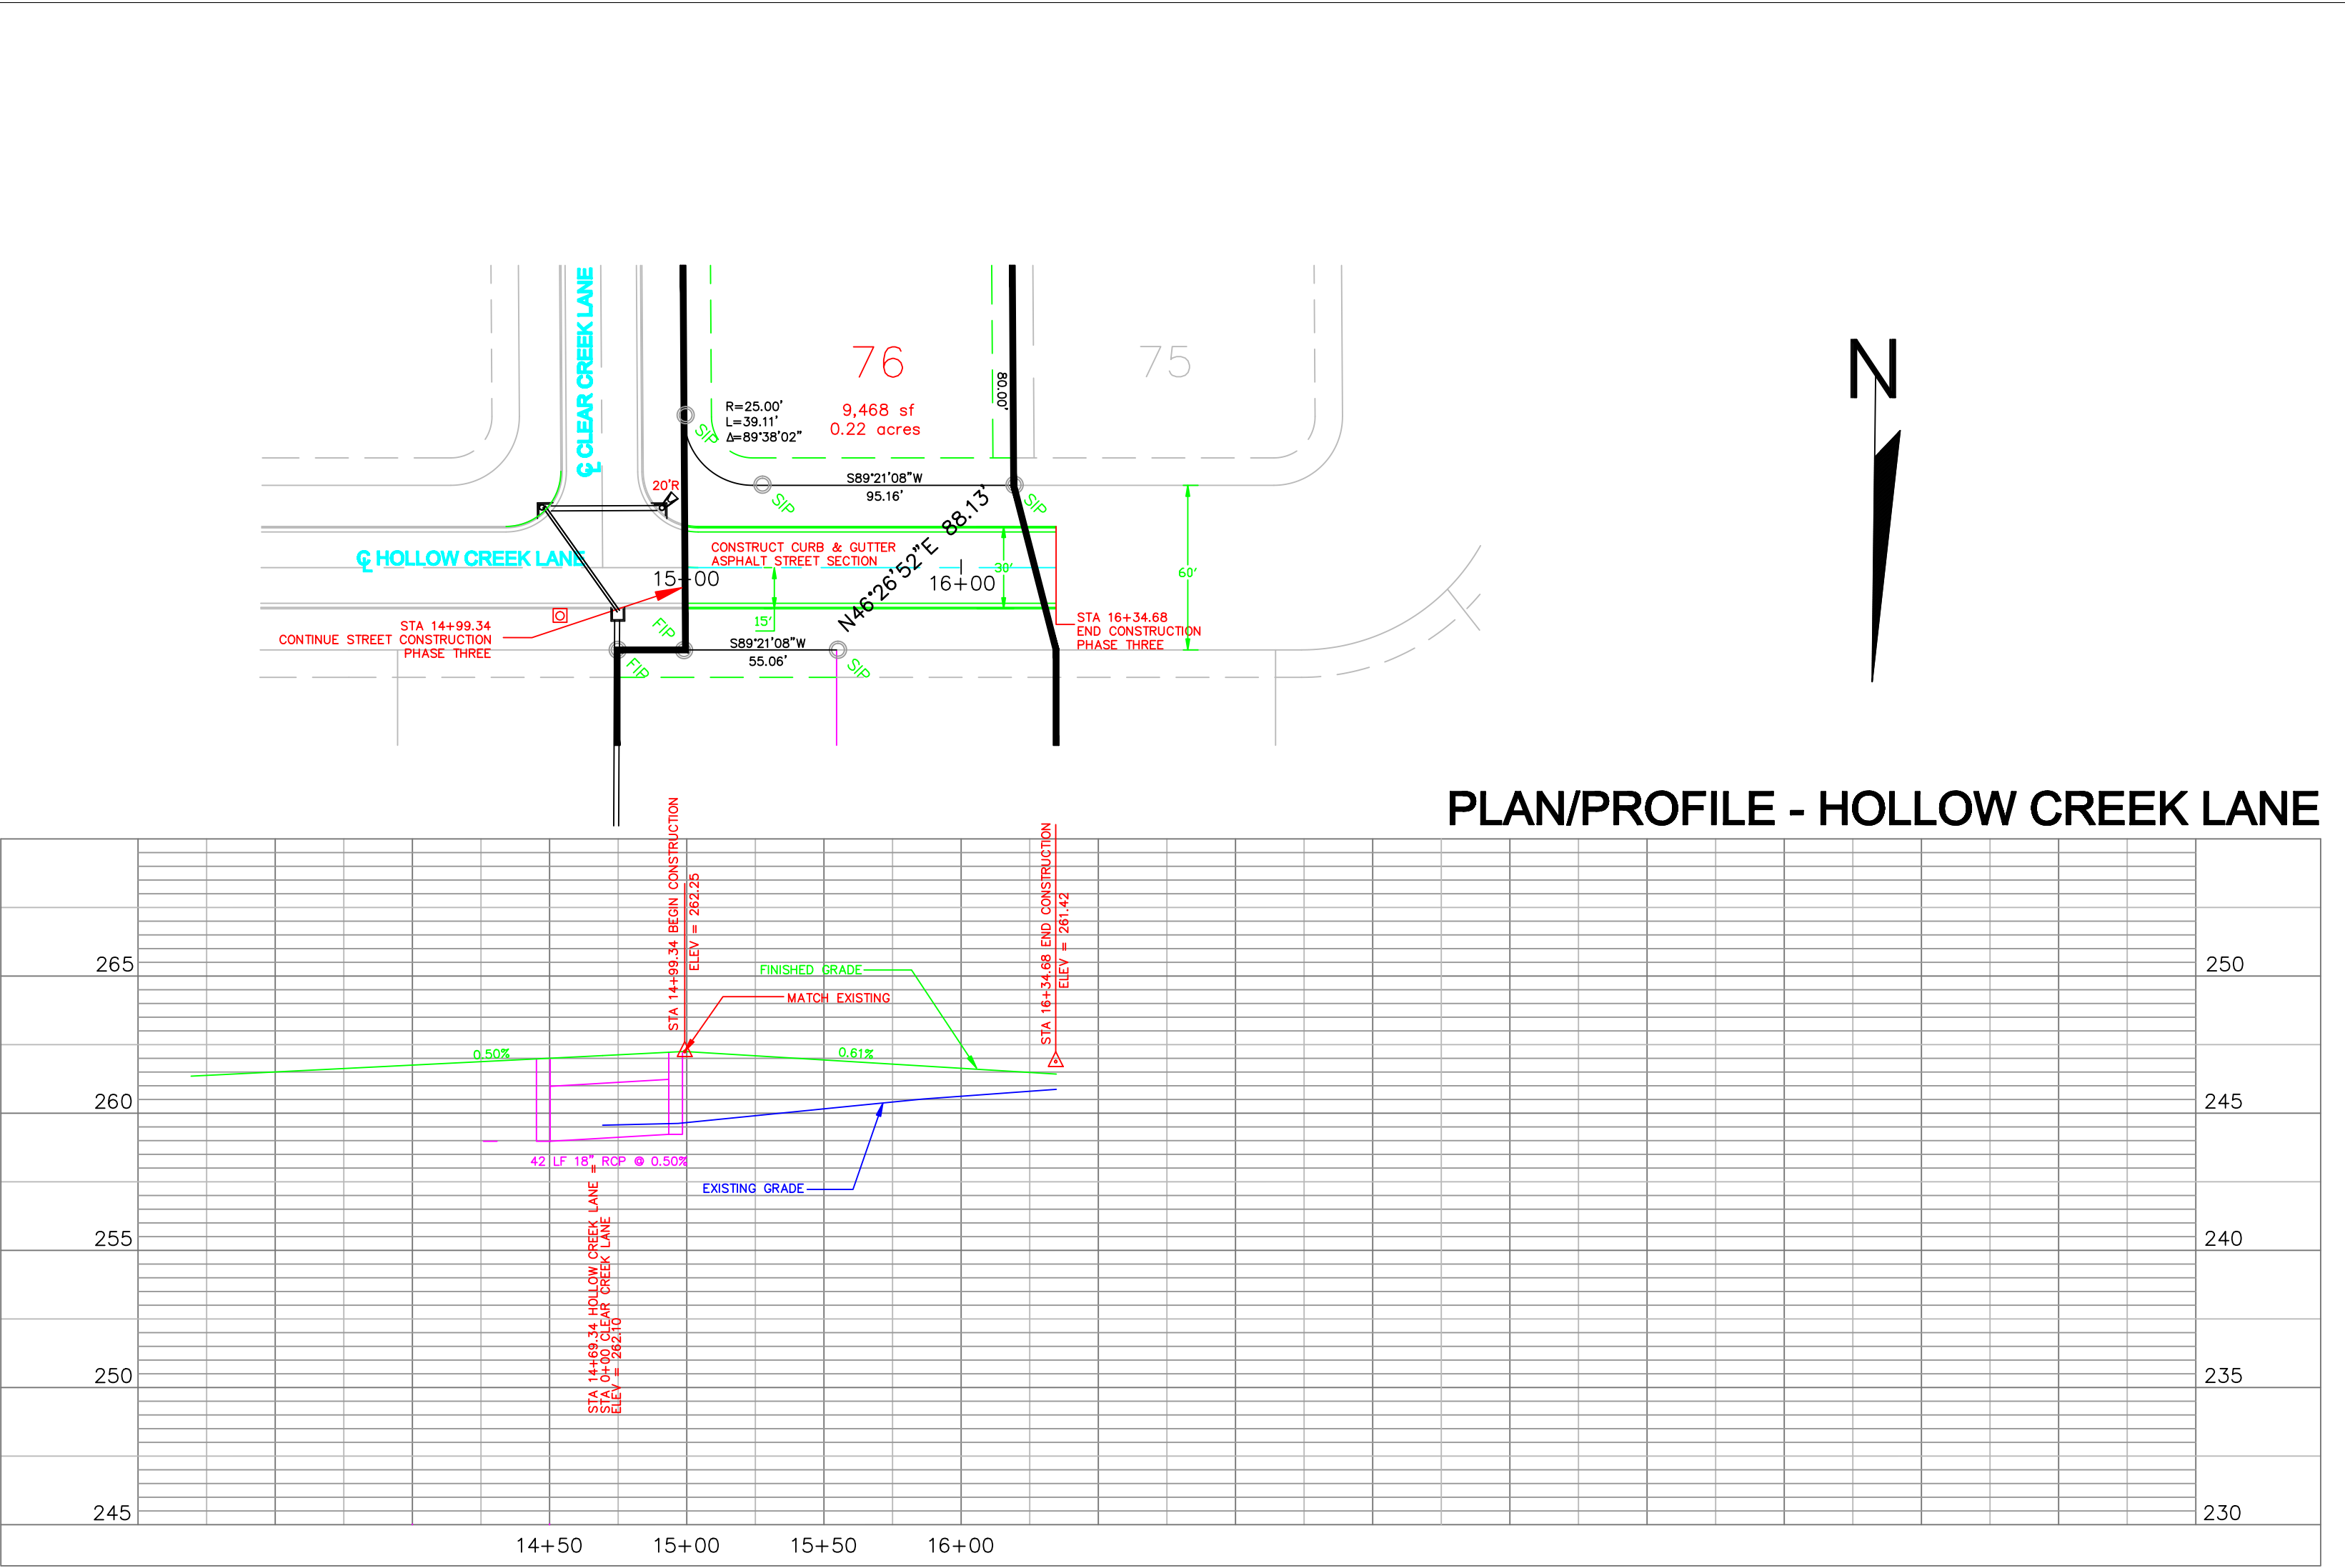 ℄ CLEAR CREEK LANE
76
9,468 sf
0.22 acres
75
80.00'
N
R=25.00'
L=39.11'
Δ=89°38'02"
SIP
20'R
S89°21'08"W
95.16'
SIP
SIP
N46°26'52"E 88.13'
℄ HOLLOW CREEK LANE
CONSTRUCT CURB & GUTTER
ASPHALT STREET SECTION
15+00
16+00
30'
60'
15'
STA 14+99.34
CONTINUE STREET CONSTRUCTION
PHASE THREE
STA 16+34.68
END CONSTRUCTION
PHASE THREE
FIP
FIP
S89°21'08"W
55.06'
SIP
PLAN/PROFILE - HOLLOW CREEK LANE
STA 14+99.34 BEGIN CONSTRUCTION
ELEV = 262.25
STA 16+34.68 END CONSTRUCTION
ELEV = 261.42
FINISHED GRADE
MATCH EXISTING
0.50%
0.61%
42 LF 18" RCP @ 0.50%
EXISTING GRADE
STA 14+69.34 HOLLOW CREEK LANE =
STA 0+00 CLEAR CREEK LANE
ELEV = 262.10
265
260
255
250
245
250
245
240
235
230
14+50
15+00
15+50
16+00